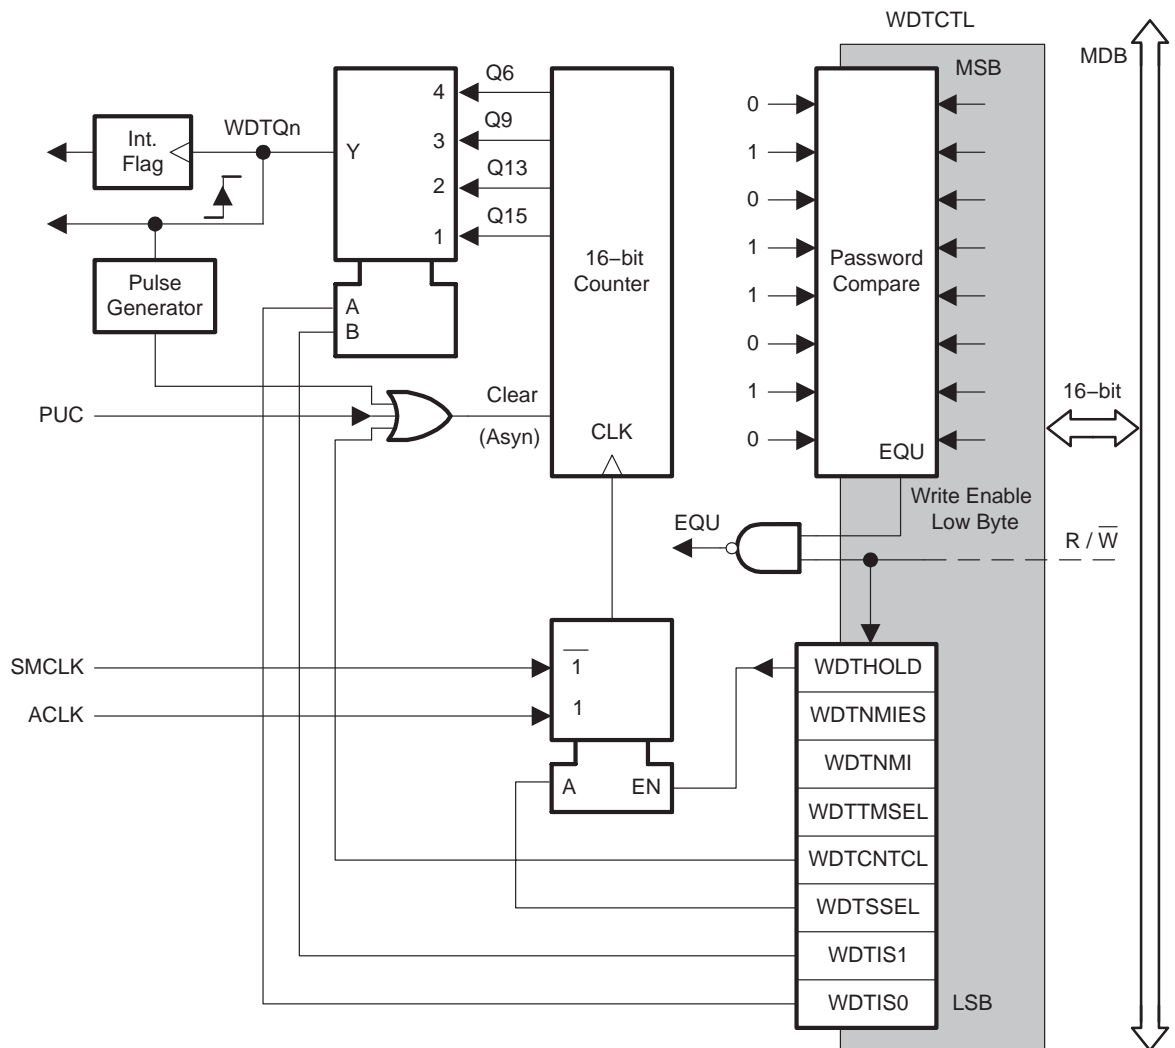 WDTCTL
MDB
MSB
Int.
Flag
WDTQn
Y
4
3
2
1
Q6
Q9
Q13
Q15
16−bit
Counter
0
1
0
1
1
0
1
0
Password
Compare
EQU
Pulse
Generator
A
B
PUC
Clear
(Asyn)
CLK
16−bit
Write Enable
Low Byte
EQU
R / W
SMCLK
ACLK
1
1
A
EN
WDTHOLD
WDTNMIES
WDTNMI
WDTTMSEL
WDTCNTCL
WDTSSEL
WDTIS1
WDTIS0
LSB